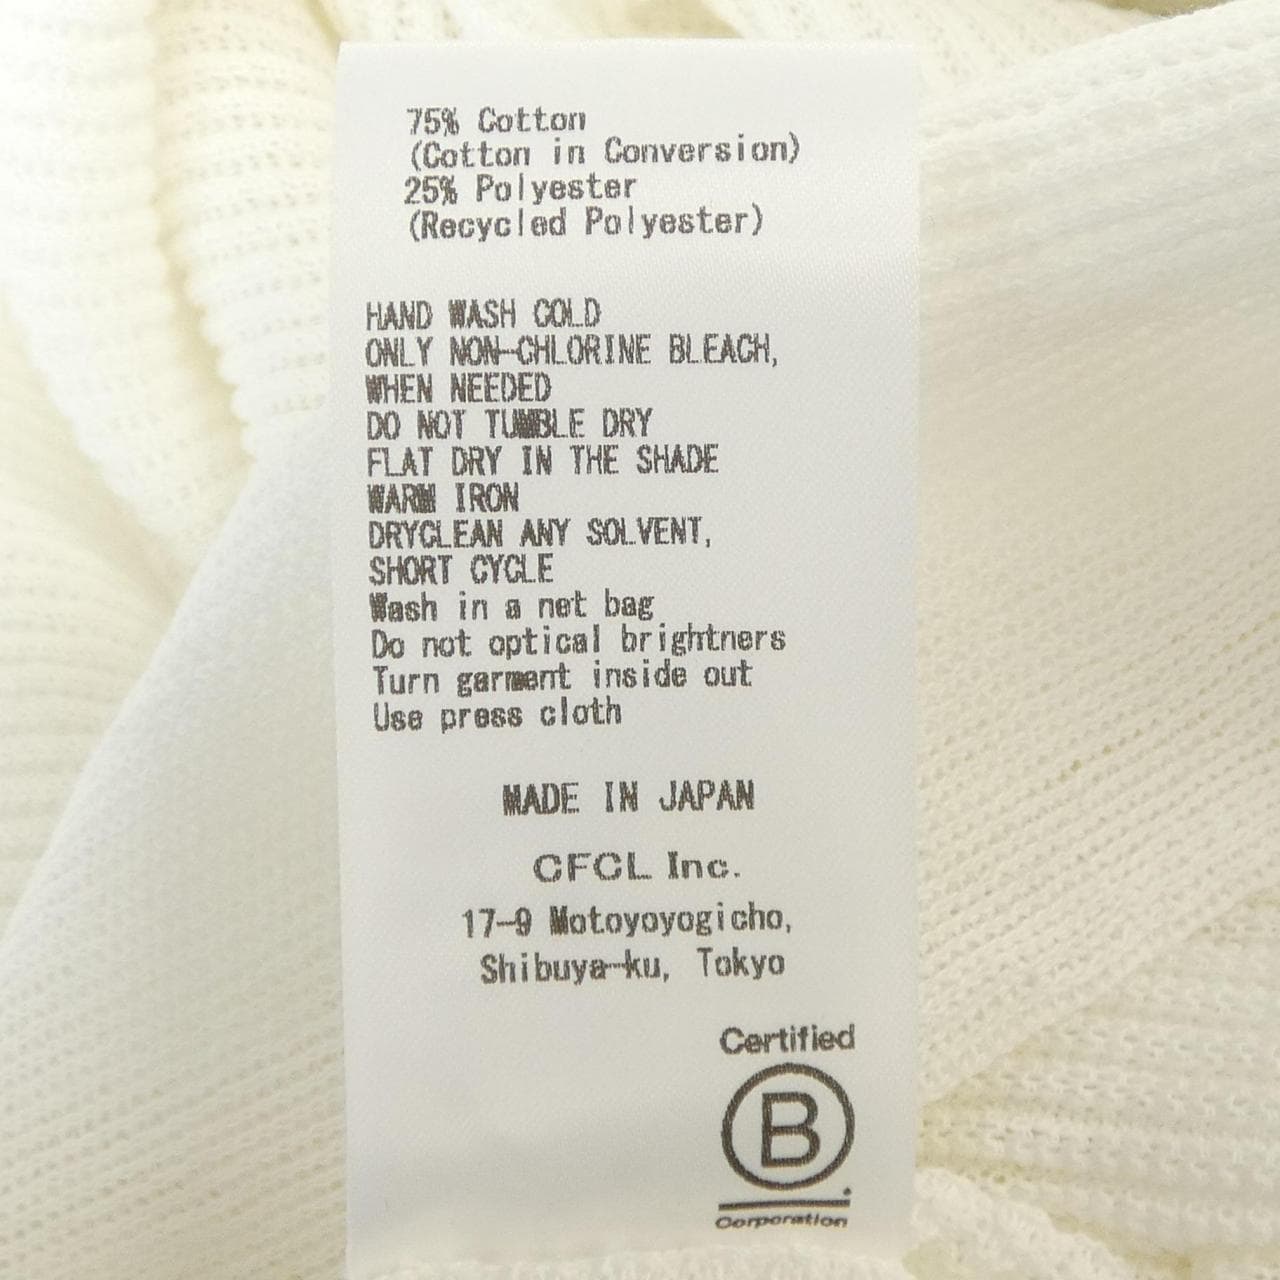 75% Cotton
(Cotton in Conversion)
25% Polyester
(Recycled Polyester)
HAND WASH COLD
ONLY NON-CHLORINE BLEACH,
WHEN NEEDED
DO NOT TUMBLE DRY
FLAT DRY IN THE SHADE
WARM IRON
DRYCLEAN ANY SOLVENT,
SHORT CYCLE
Wash in a net bag
Do not optical brightners
Turn garment inside out
Use press cloth
MADE IN JAPAN
CFCL Inc.
17-9 Motoyoyogicho,
Shibuya-ku, Tokyo
Certified
B
Corporation